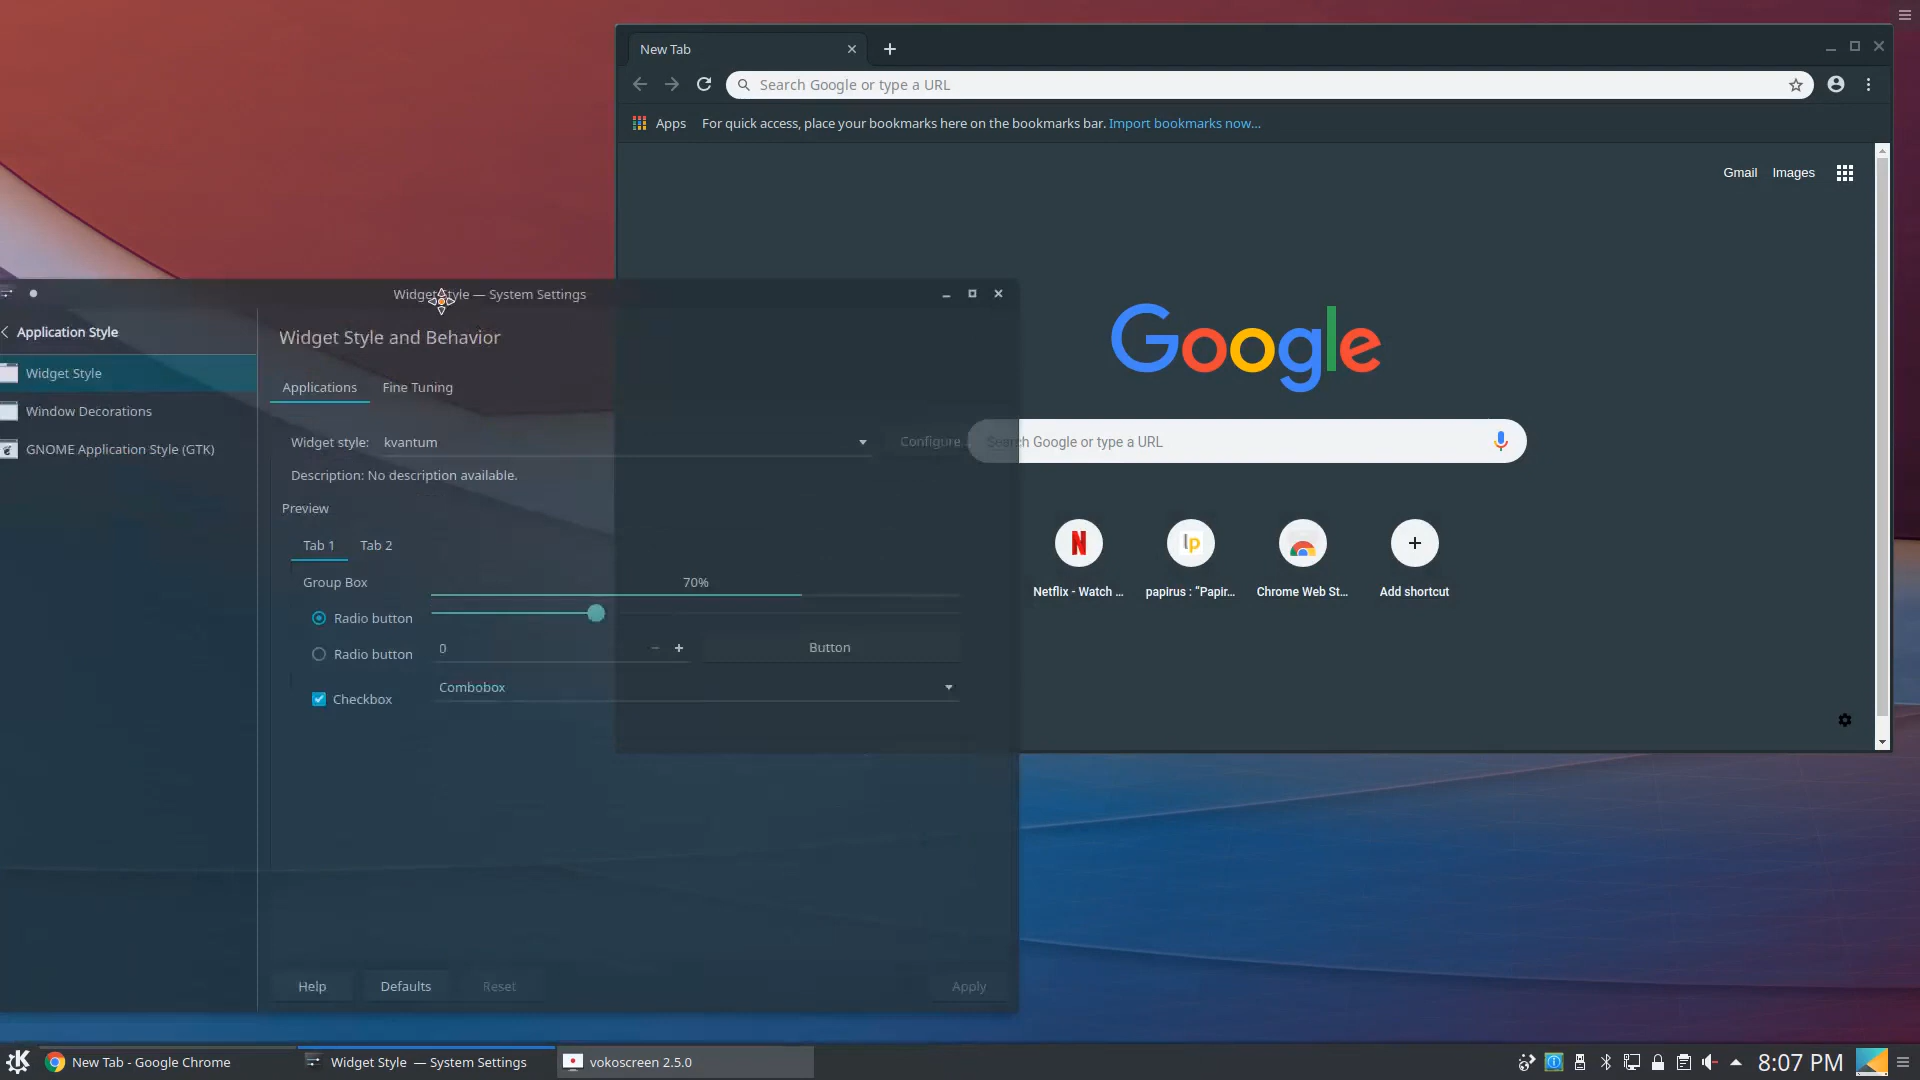 New Tab
Search Google or type a URL
Apps For quick access, place your bookmarks here on the bookmarks bar. Import bookmarks now...
Gmail Images
Google
Search Google or type a URL
Netflix - Watch ... papirus : "Papir... Chrome Web St... Add shortcut
Widget Style — System Settings
Application Style
Widget Style
Window Decorations
GNOME Application Style (GTK)
Widget Style and Behavior
Applications Fine Tuning
Widget style: kvantum Configure...
Description: No description available.
Preview
Tab 1 Tab 2
Group Box 70%
Radio button
Radio button 0 Button
Checkbox Combobox
Help Defaults Reset Apply
New Tab - Google Chrome Widget Style — System Settings vokoscreen 2.5.0 8:07 PM